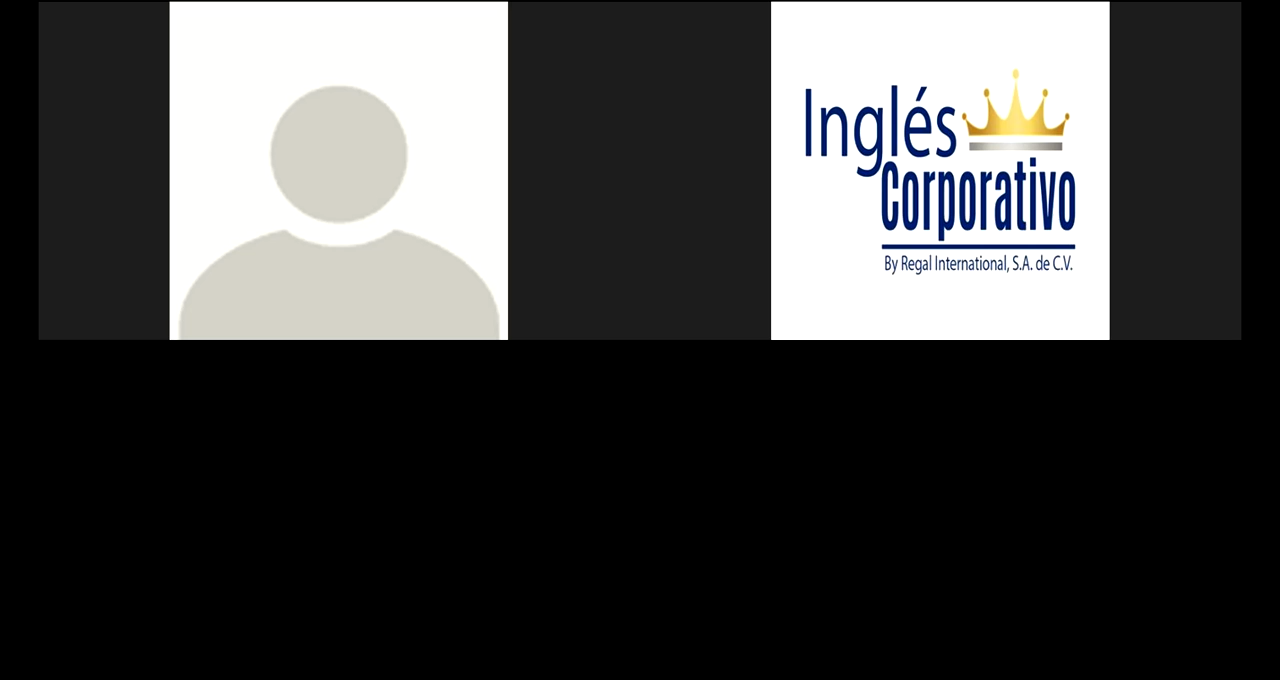 Inglés
Corporativo
By Regal International, S.A. de C.V.